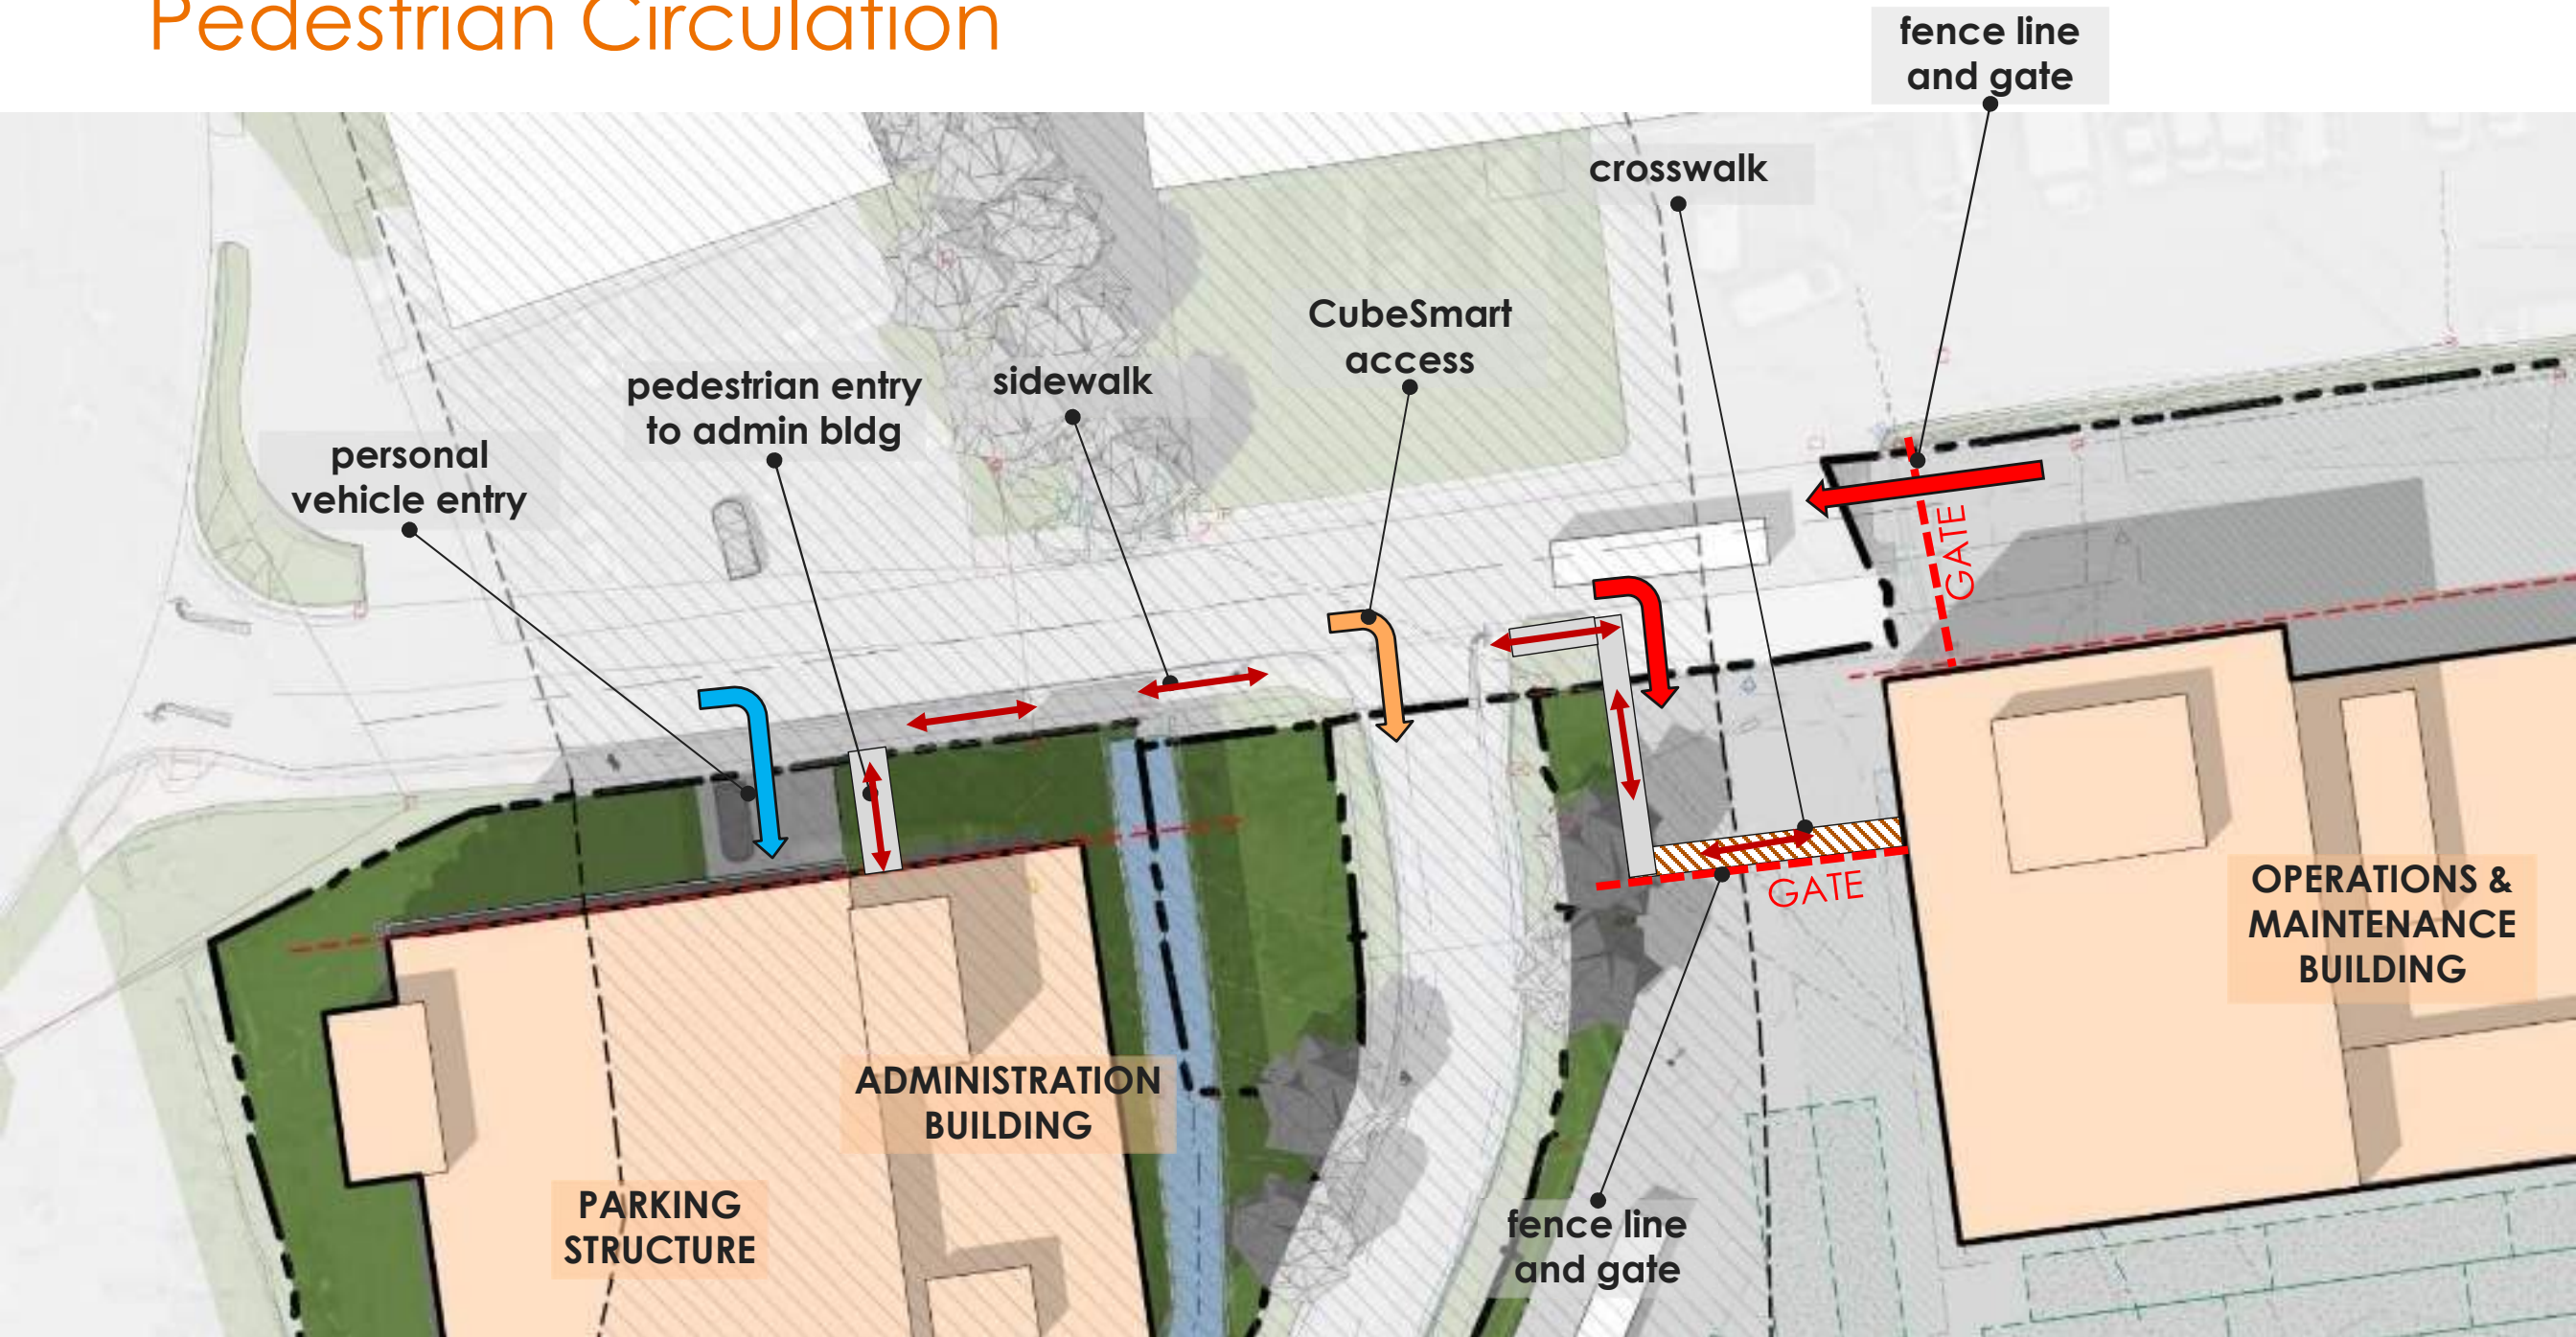 Pedestrian Circulation
fence line
and gate
crosswalk
CubeSmart
access
pedestrian entry
to admin bldg
sidewalk
personal
vehicle entry
GATE
GATE
OPERATIONS &
MAINTENANCE
BUILDING
ADMINISTRATION
BUILDING
PARKING
STRUCTURE
fence line
and gate